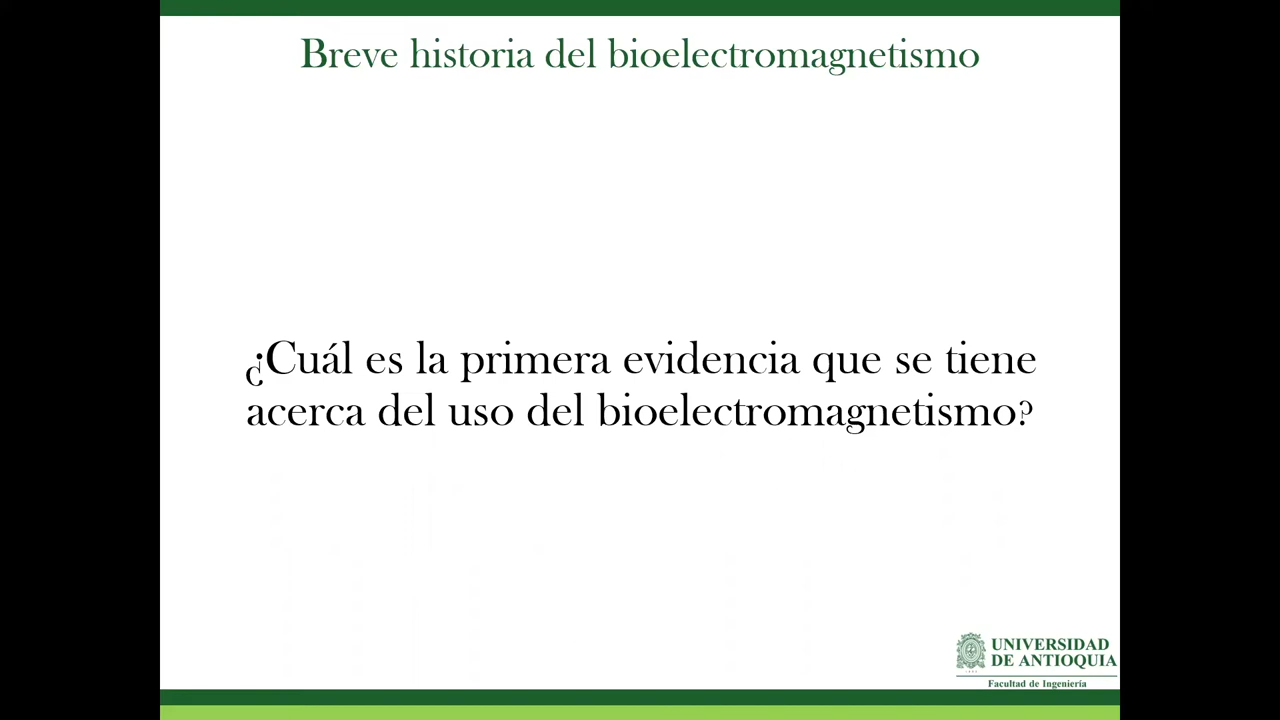 Breve historia del bioelectromagnetismo
¿Cuál es la primera evidencia que se tiene
acerca del uso del bioelectromagnetismo?
UNIVERSIDAD
DE ANTIOQUIA
Facultad de Ingeniería